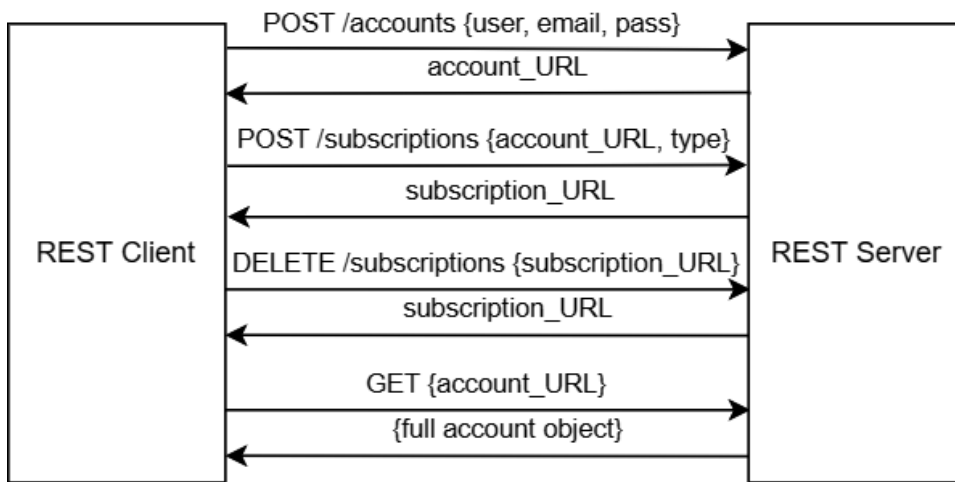 POST /accounts {user, email, pass}
account_URL
POST /subscriptions {account_URL, type}
subscription_URL
REST Client
REST Server
DELETE /subscriptions {subscription_URL}
subscription_URL
GET {account_URL}
{full account object}